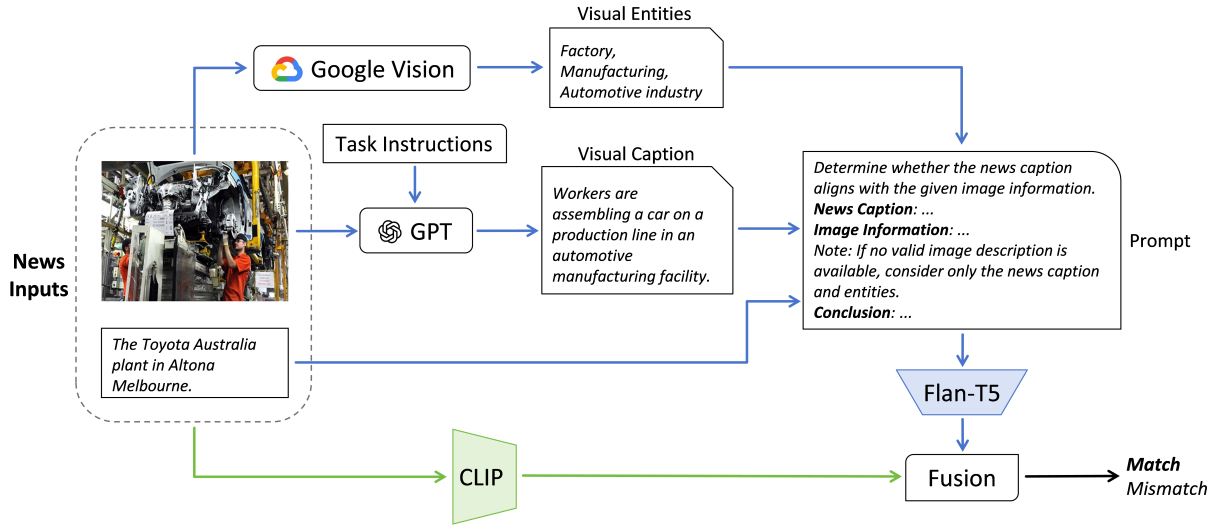 Visual Entities
Google Vision
Factory,
Manufacturing,
Automotive industry
Task Instructions
GPT
Visual Caption
Workers are
assembling a car on a
production line in an
automotive
manufacturing facility.
News
Inputs
The Toyota Australia
plant in Altona
Melbourne.
Determine whether the news caption
aligns with the given image information.
News Caption: ...
Image Information: ...
Note: If no valid image description is
available, consider only the news caption
and entities.
Conclusion: ...
Prompt
Flan-T5
CLIP
Fusion
Match
Mismatch